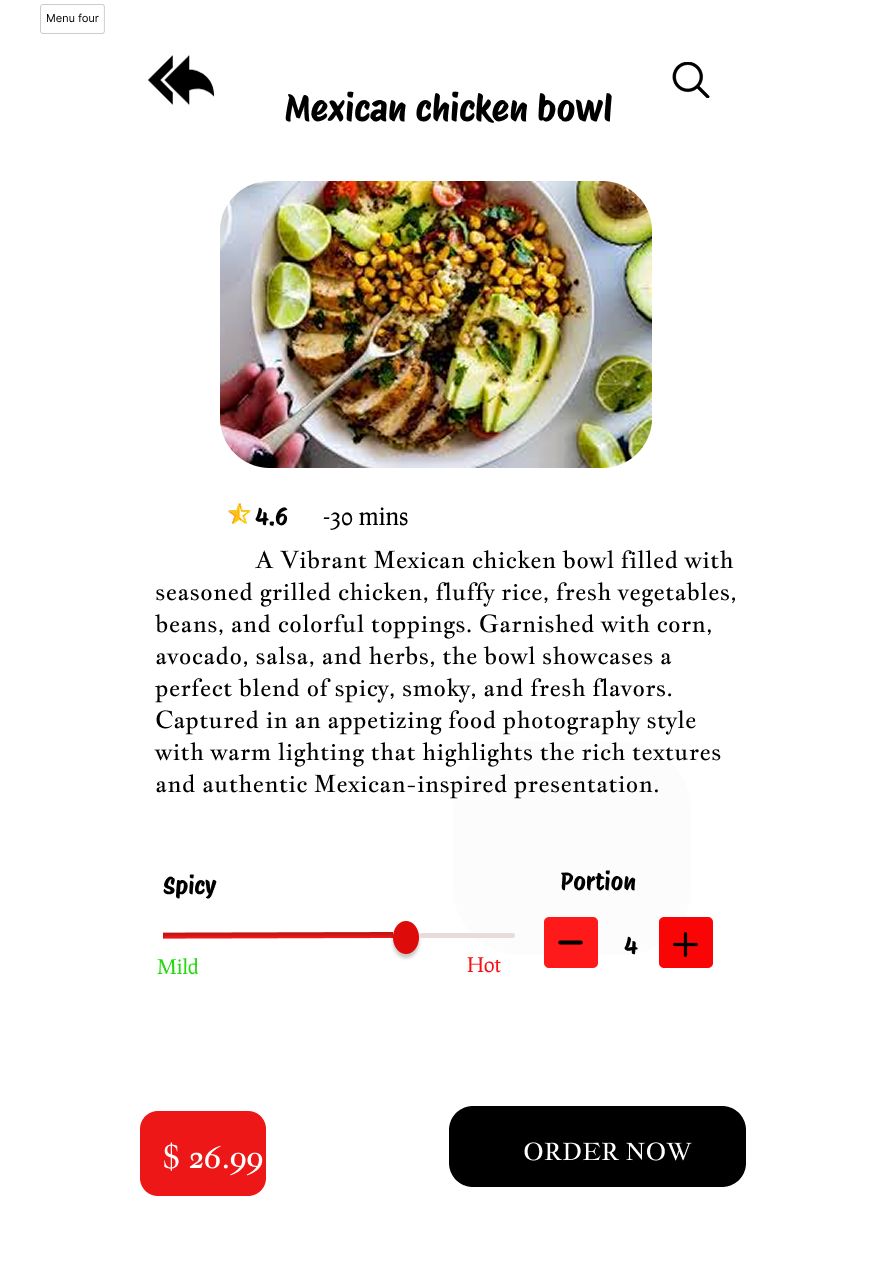 Menu four
Mexican chicken bowl
4.6 -30 mins
A Vibrant Mexican chicken bowl filled with
seasoned grilled chicken, fluffy rice, fresh vegetables,
beans, and colorful toppings. Garnished with corn,
avocado, salsa, and herbs, the bowl showcases a
perfect blend of spicy, smoky, and fresh flavors.
Captured in an appetizing food photography style
with warm lighting that highlights the rich textures
and authentic Mexican-inspired presentation.
Spicy
Portion
4
Mild
Hot
$ 26.99
ORDER NOW